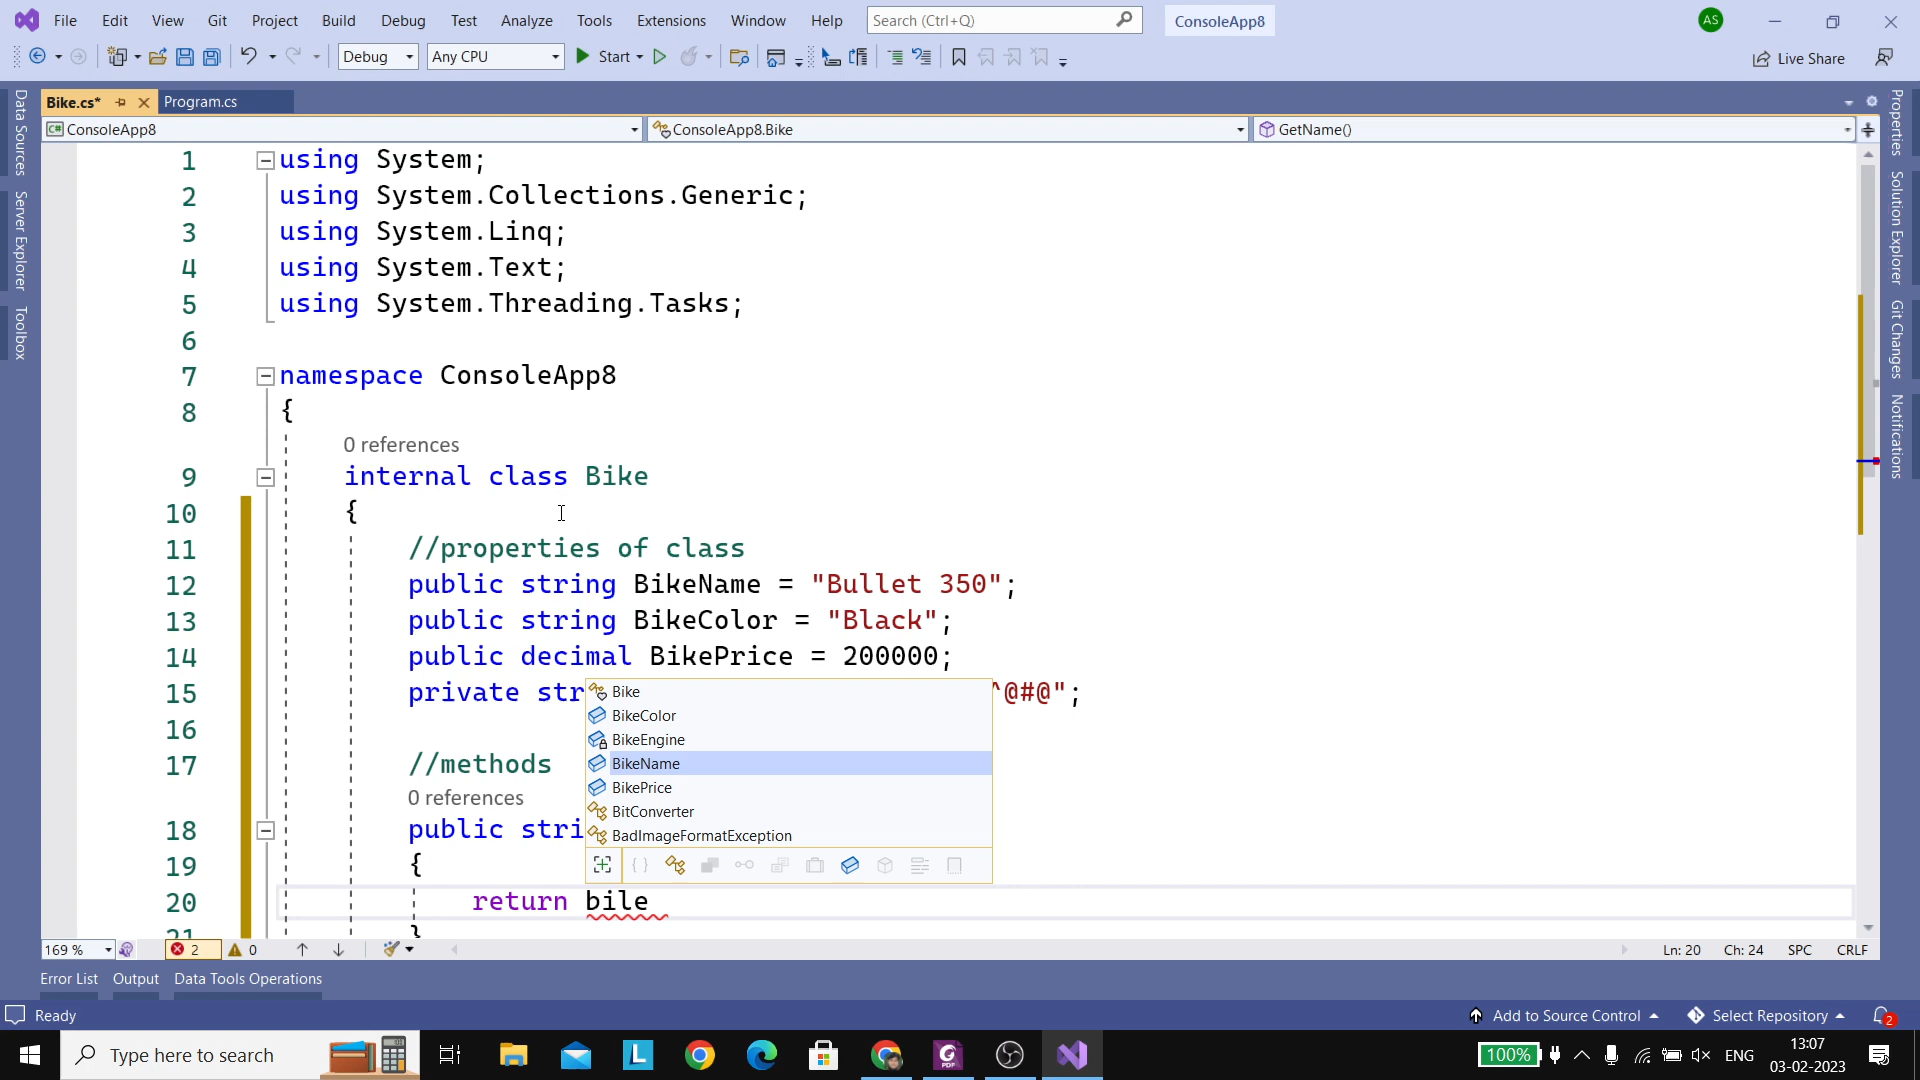 File Edit View Git Project Build Debug Test Analyze Tools Extensions Window Help Search (Ctrl+Q) ConsoleApp8 AS
Debug Any CPU Start Live Share
Bike.cs* Program.cs
C# ConsoleApp8 ConsoleApp8.Bike GetName()
Data Sources
Server Explorer
Toolbox
Properties
Solution Explorer
Git Changes
Notifications
1 using System;
2 using System.Collections.Generic;
3 using System.Linq;
4 using System.Text;
5 using System.Threading.Tasks;
6
7 namespace ConsoleApp8
8 {
0 references
9 internal class Bike
10 {
11 //properties of class
12 public string BikeName = "Bullet 350";
13 public string BikeColor = "Black";
14 public decimal BikePrice = 200000;
15 private str ^@#@";
16
17 //methods
0 references
18 public stri
19 {
20 return bile
21 }
Bike
BikeColor
BikeEngine
BikeName
BikePrice
BitConverter
BadImageFormatException
169 % 2 0 Ln: 20 Ch: 24 SPC CRLF
Error List Output Data Tools Operations
Ready Add to Source Control Select Repository 2
Type here to search L PDF 100% ENG 13:07
03-02-2023